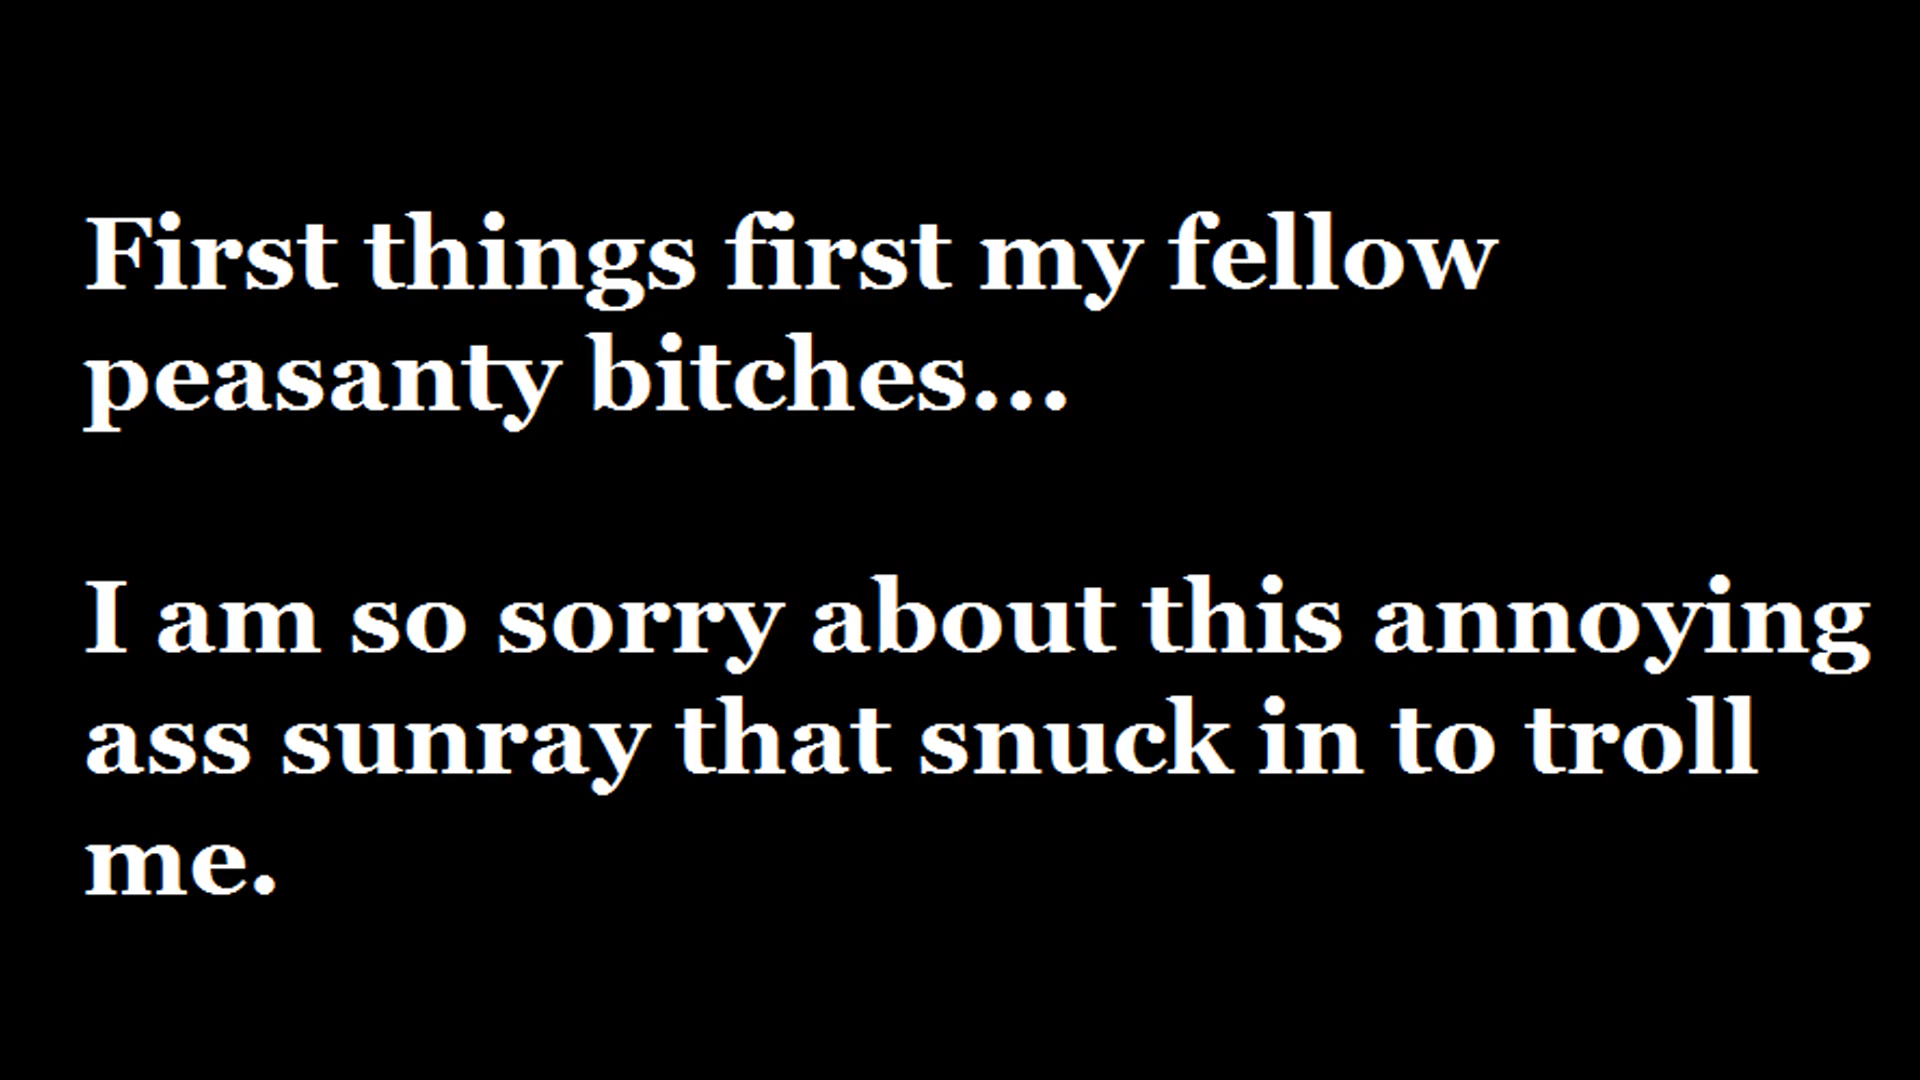 First things first my fellow
peasanty bitches...
I am so sorry about this annoying
ass sunray that snuck in to troll
me.